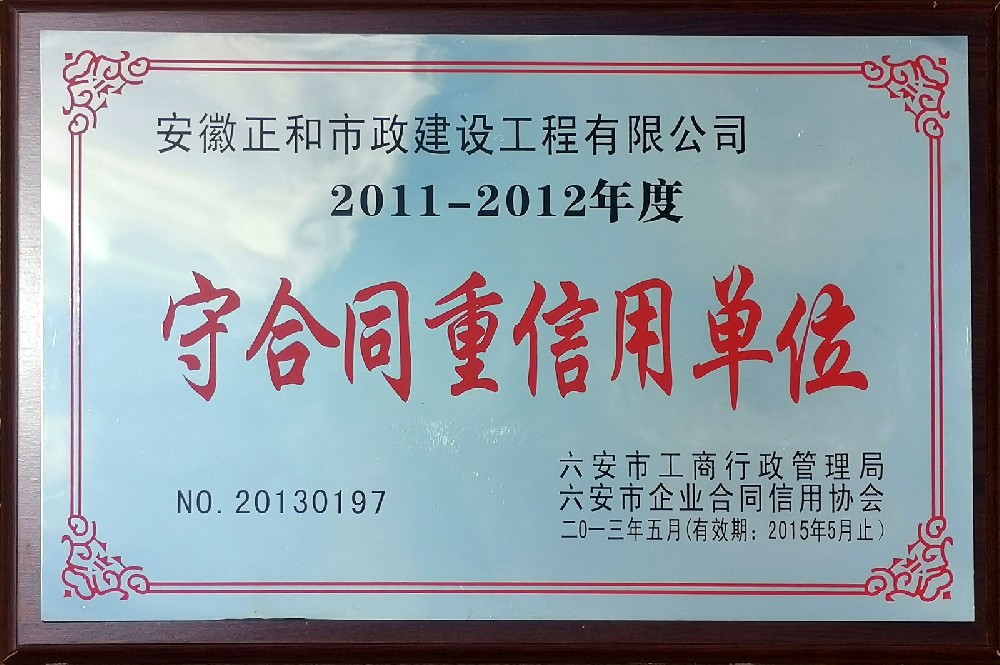 安徽正和市政建设工程有限公司
2011-2012年度
守合同重信用单位
六安市工商行政管理局
NO. 20130197
六安市企业合同信用协会
二0一三年五月(有效期：2015年5月止)